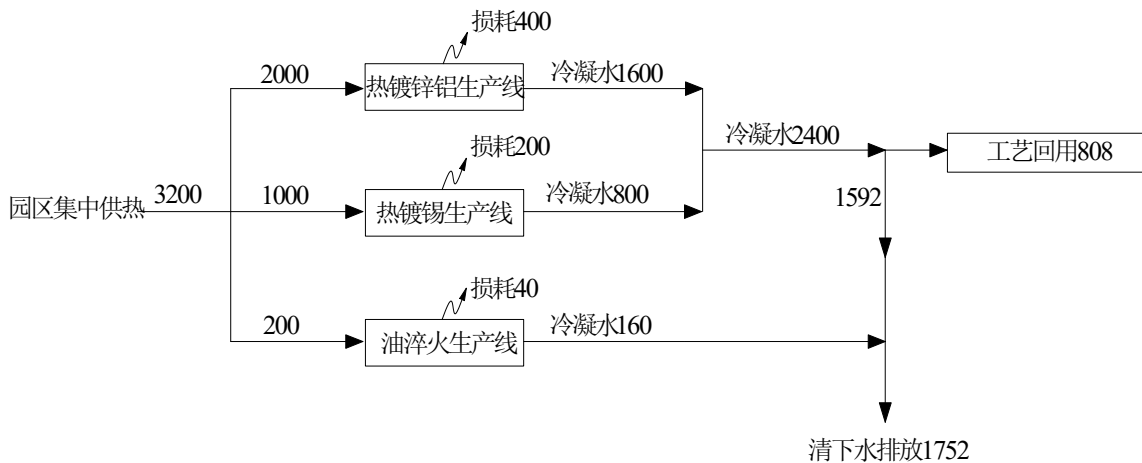 损耗400
2000
热镀锌铝生产线
冷凝水1600
冷凝水2400
工艺回用808
损耗200
园区集中供热
3200
1000
热镀锡生产线
冷凝水800
1592
损耗40
200
油淬火生产线
冷凝水160
清下水排放1752